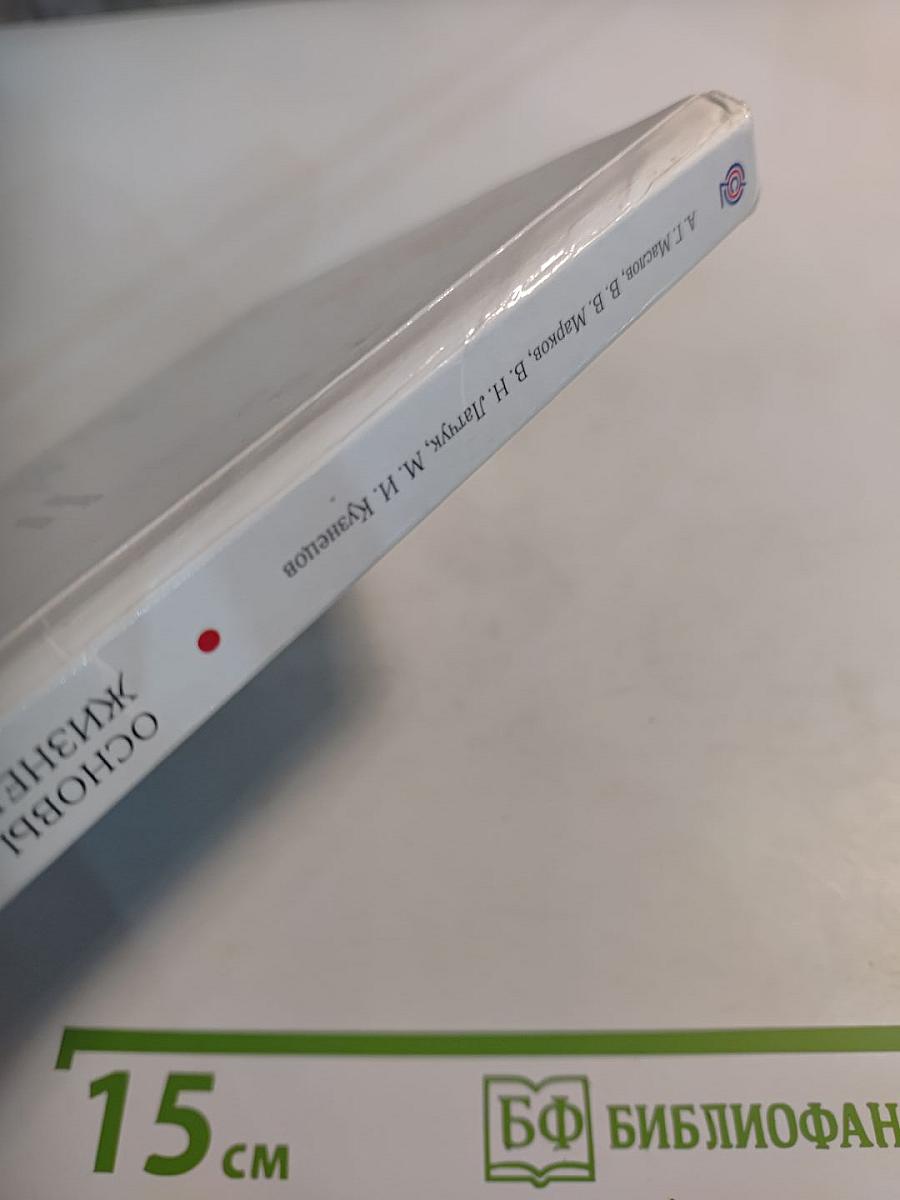 А. Г. Маслов, В. В. Марков, В. Н. Латчук, М. И. Кузнецов
ОСНОВЫ
ЖИЗНЕ
15 см
БФ БИБЛИОФАН